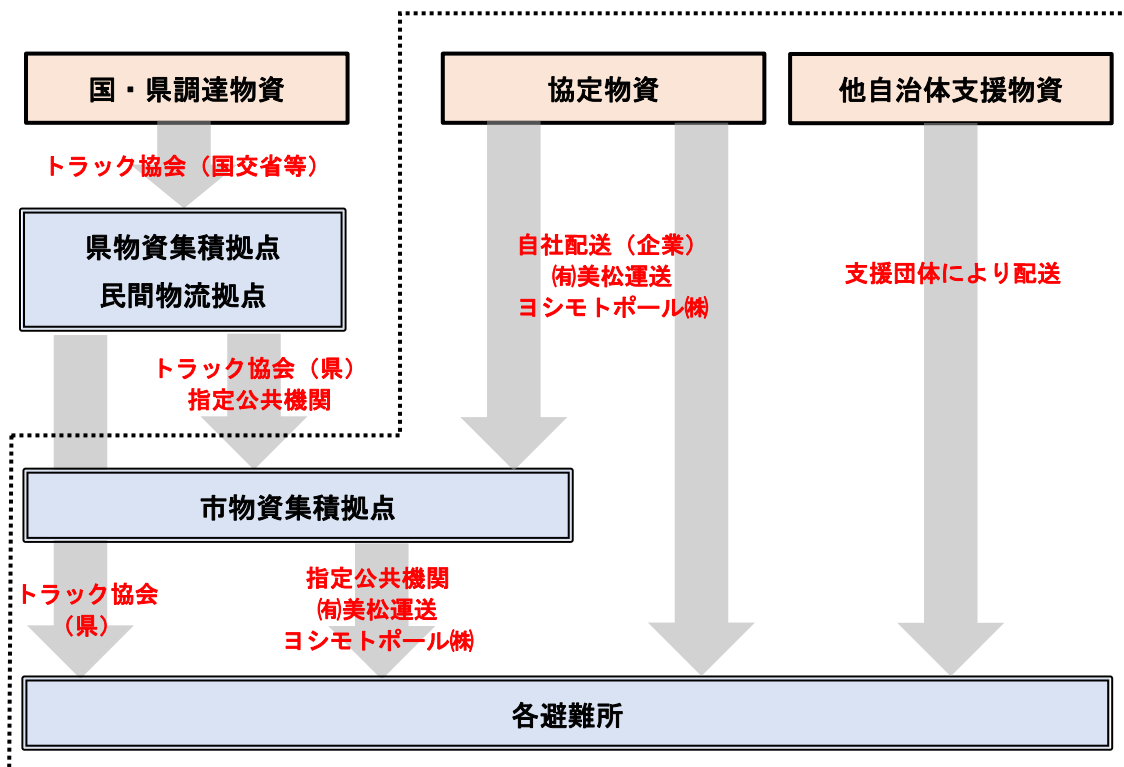 国・県調達物資
協定物資
他自治体支援物資
トラック協会（国交省等）
県物資集積拠点
民間物流拠点
自社配送（企業）
㈲美松運送
ヨシモトポール㈱
支援団体により配送
トラック協会（県）
指定公共機関
市物資集積拠点
トラック協会
（県）
指定公共機関
㈲美松運送
ヨシモトポール㈱
各避難所